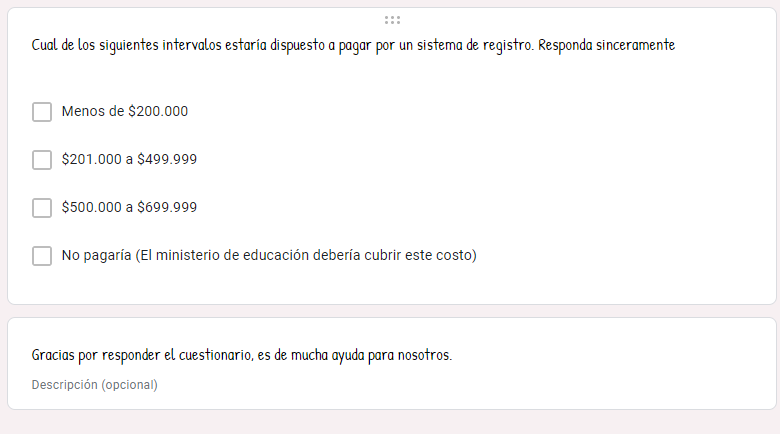 Cual de los siguientes intervalos estaría dispuesto a pagar por un sistema de registro. Responda sinceramente
Menos de $200.000
$201.000 a $499.999
$500.000 a $699.999
No pagaría (El ministerio de educación debería cubrir este costo)
Gracias por responder el cuestionario, es de mucha ayuda para nosotros.
Descripción (opcional)